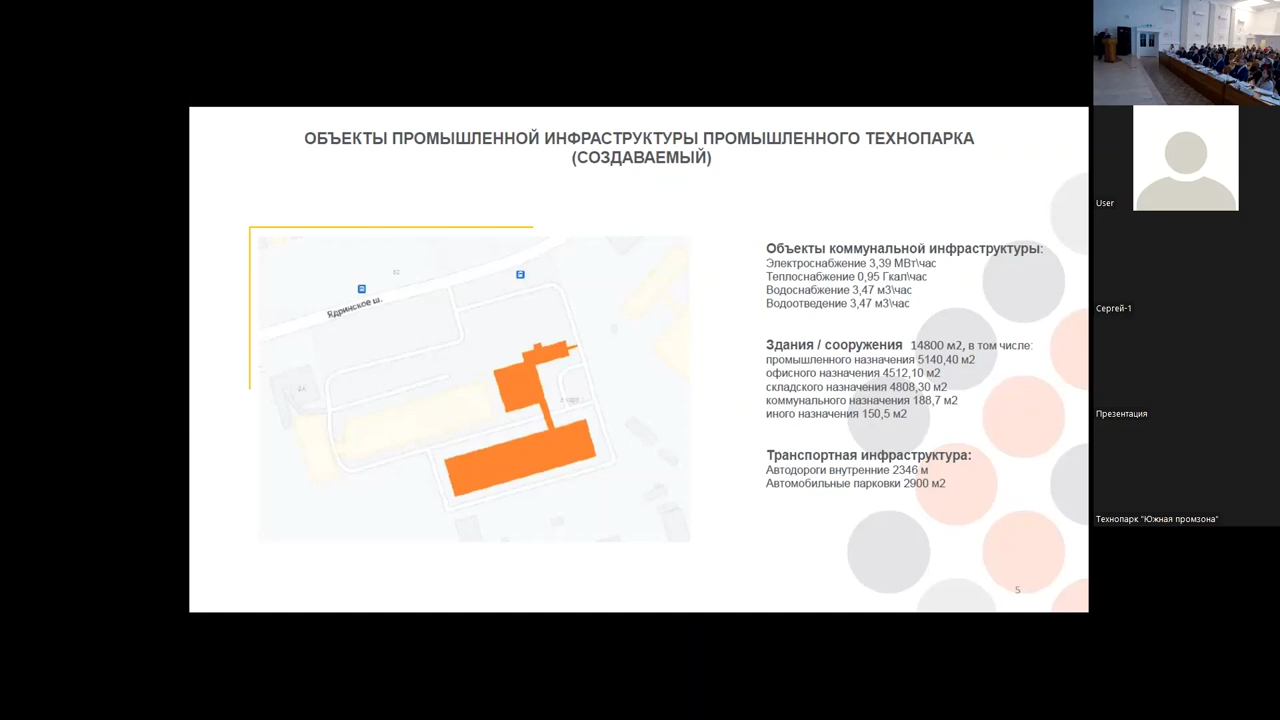 ОБЪЕКТЫ ПРОМЫШЛЕННОЙ ИНФРАСТРУКТУРЫ ПРОМЫШЛЕННОГО ТЕХНОПАРКА
(СОЗДАВАЕМЫЙ)
Ядринское ш.
62
2А
Объекты коммунальной инфраструктуры:
Электроснабжение 3,39 МВт\час
Теплоснабжение 0,95 Гкал\час
Водоснабжение 3,47 м3\час
Водоотведение 3,47 м3\час
Здания / сооружения 14800 м2, в том числе:
промышленного назначения 5140,40 м2
офисного назначения 4512,10 м2
складского назначения 4808,30 м2
коммунального назначения 188,7 м2
иного назначения 150,5 м2
Транспортная инфраструктура:
Автодороги внутренние 2346 м
Автомобильные парковки 2900 м2
5
User
Сергей-1
Презентация
Технопарк "Южная промзона"